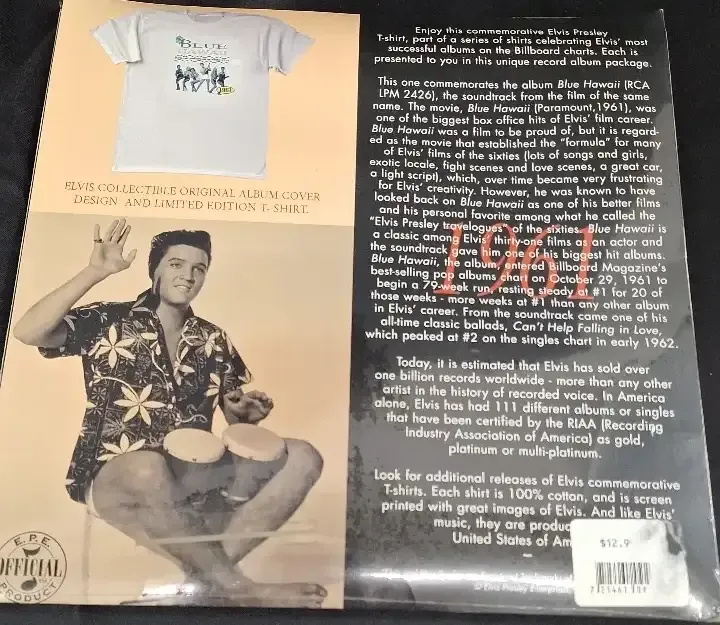 BLUE
HAWAII
ELVIS COLLECTIBLE ORIGINAL ALBUM COVER
DESIGN AND LIMITED EDITION T- SHIRT.
E.P.E.
OFFICIAL
PRODUCT
Enjoy this commemorative Elvis Presley
T-shirt, part of a series of shirts celebrating Elvis' most
successful albums on the Billboard charts. Each is
presented to you in this unique record album package.
This one commemorates the album Blue Hawaii (RCA
LPM 2426), the soundtrack from the film of the same
name. The movie, Blue Hawaii (Paramount,1961), was
one of the biggest box office hits of Elvis' film career.
Blue Hawaii was a film to be proud of, but it is regard-
ed as the movie that established the "formula" for many
of Elvis' films of the sixties (lots of songs and girls,
exotic locale, fight scenes and love scenes, a great car,
a light script), which, over time became very frustrating
for Elvis' creativity. However, he was known to have
looked back on Blue Hawaii as one of his better films
and his personal favorite among what he called the
"Elvis Presley travelogues" of the sixties. Blue Hawaii is
a classic among Elvis' thirty-one films as an actor and
the soundtrack gave him one of his biggest hit albums.
Blue Hawaii, the album, entered Billboard Magazine's
best-selling pop albums chart on October 29, 1961 to
begin a 79-week run, resting steady at #1 for 20 of
those weeks - more weeks at #1 than any other album
in Elvis' career. From the soundtrack came one of his
all-time classic ballads, Can't Help Falling in Love,
which peaked at #2 on the singles chart in early 1962.
1961
Today, it is estimated that Elvis has sold over
one billion records worldwide - more than any other
artist in the history of recorded voice. In America
alone, Elvis has had 111 different albums or singles
that have been certified by the RIAA (Recording
Industry Association of America) as gold,
platinum or multi-platinum.
Look for additional releases of Elvis commemorative
T-shirts. Each shirt is 100% cotton, and is screen
printed with great images of Elvis. And like Elvis'
music, they are produc
United States of Am
$12.9
© Elvis Presley Enterprises